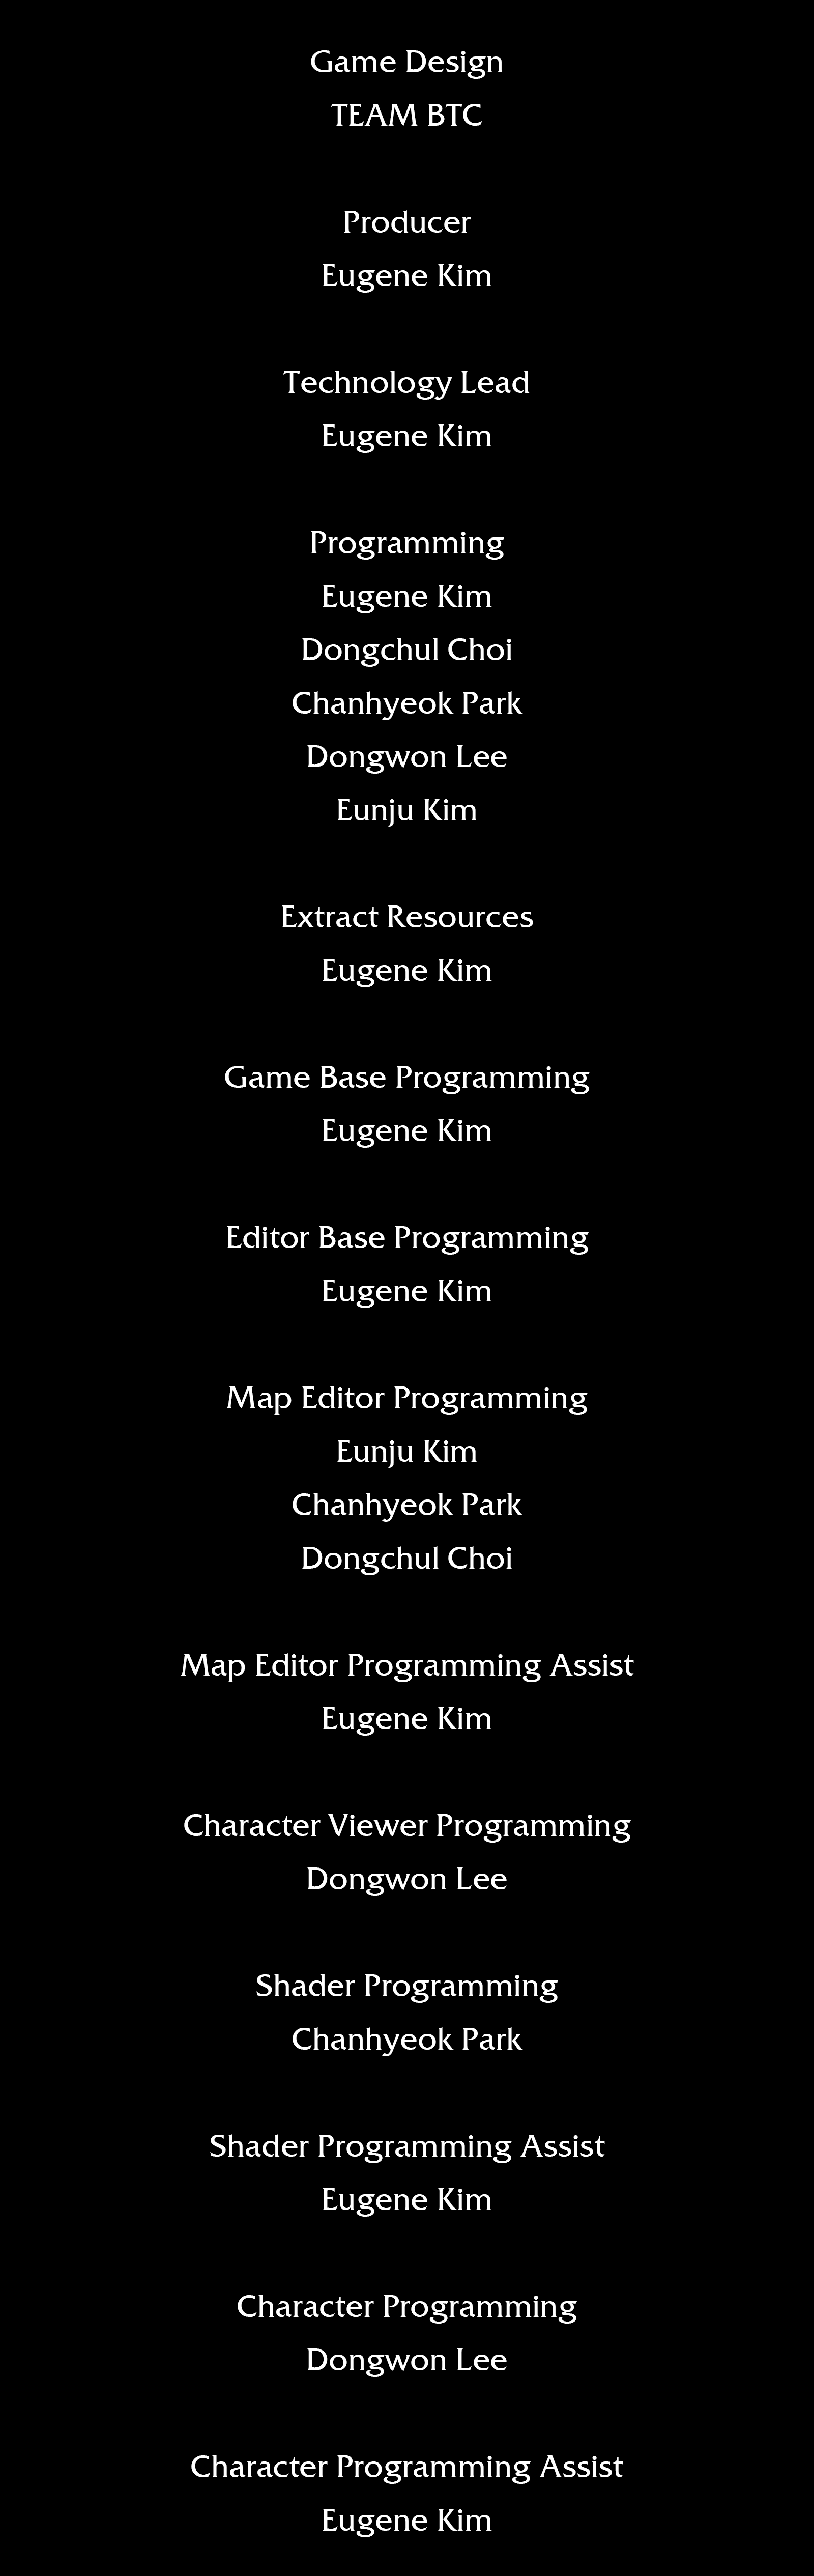 Game Design
TEAM BTC
Producer
Eugene Kim
Technology Lead
Eugene Kim
Programming
Eugene Kim
Dongchul Choi
Chanhyeok Park
Dongwon Lee
Eunju Kim
Extract Resources
Eugene Kim
Game Base Programming
Eugene Kim
Editor Base Programming
Eugene Kim
Map Editor Programming
Eunju Kim
Chanhyeok Park
Dongchul Choi
Map Editor Programming Assist
Eugene Kim
Character Viewer Programming
Dongwon Lee
Shader Programming
Chanhyeok Park
Shader Programming Assist
Eugene Kim
Character Programming
Dongwon Lee
Character Programming Assist
Eugene Kim